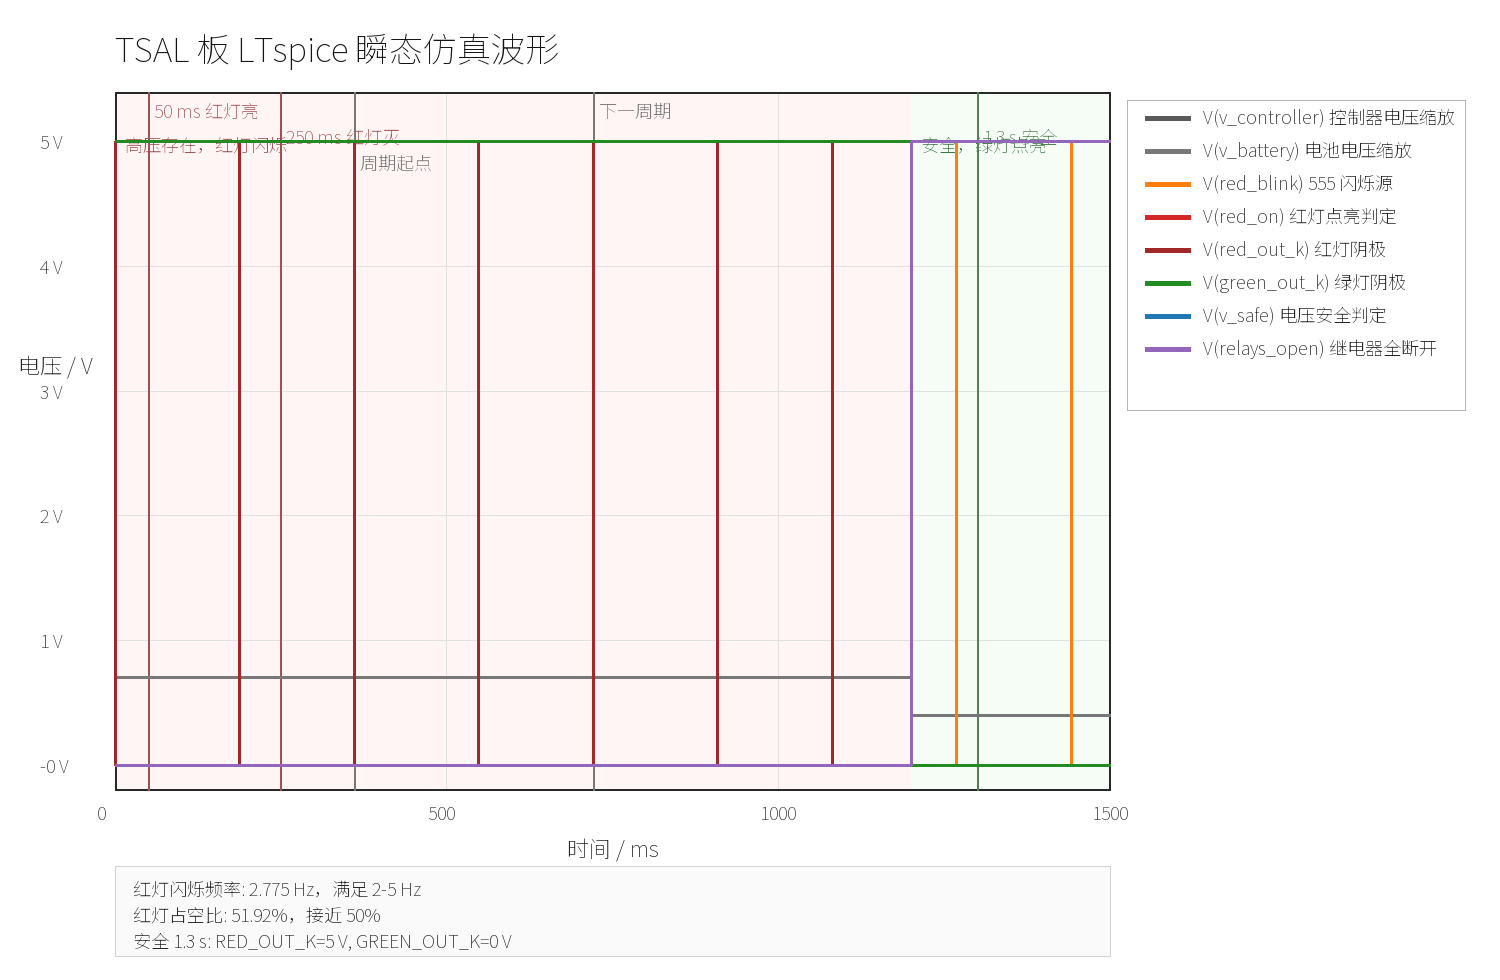 TSAL 板 LTspice 瞬态仿真波形
50 ms 红灯亮
下一周期
250 ms 红灯灭
1.3 s 安全
高压存在，红灯闪烁
安全，绿灯点亮
周期起点
5 V
4 V
电压 / V
3 V
2 V
1 V
-0 V
0
500
1000
1500
时间 / ms
V(v_controller) 控制器电压缩放
V(v_battery) 电池电压缩放
V(red_blink) 555 闪烁源
V(red_on) 红灯点亮判定
V(red_out_k) 红灯阴极
V(green_out_k) 绿灯阴极
V(v_safe) 电压安全判定
V(relays_open) 继电器全断开
红灯闪烁频率: 2.775 Hz，满足 2-5 Hz
红灯占空比: 51.92%，接近 50%
安全 1.3 s: RED_OUT_K=5 V, GREEN_OUT_K=0 V